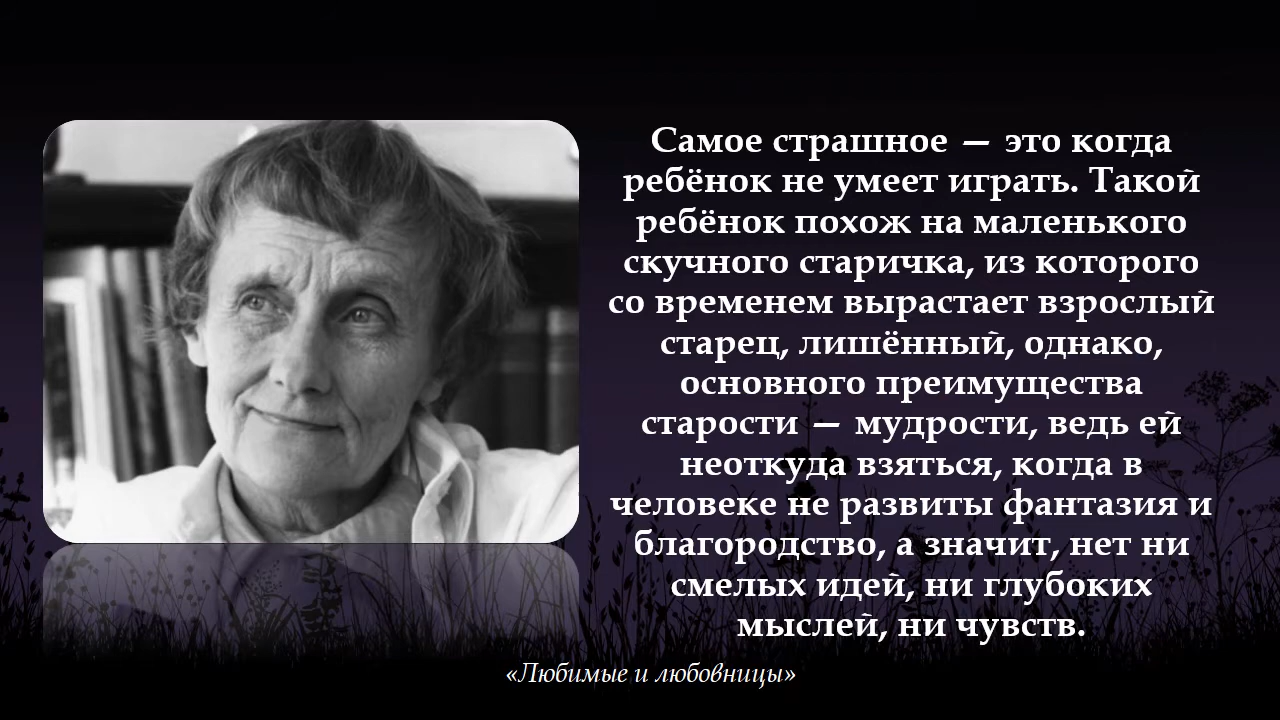 Самое страшное — это когда
ребёнок не умеет играть. Такой
ребёнок похож на маленького
скучного старичка, из которого
со временем вырастает взрослый
старец, лишённый, однако,
основного преимущества
старости — мудрости, ведь ей
неоткуда взяться, когда в
человеке не развиты фантазия и
благородство, а значит, нет ни
смелых идей, ни глубоких
мыслей, ни чувств.
«Любимые и любовницы»